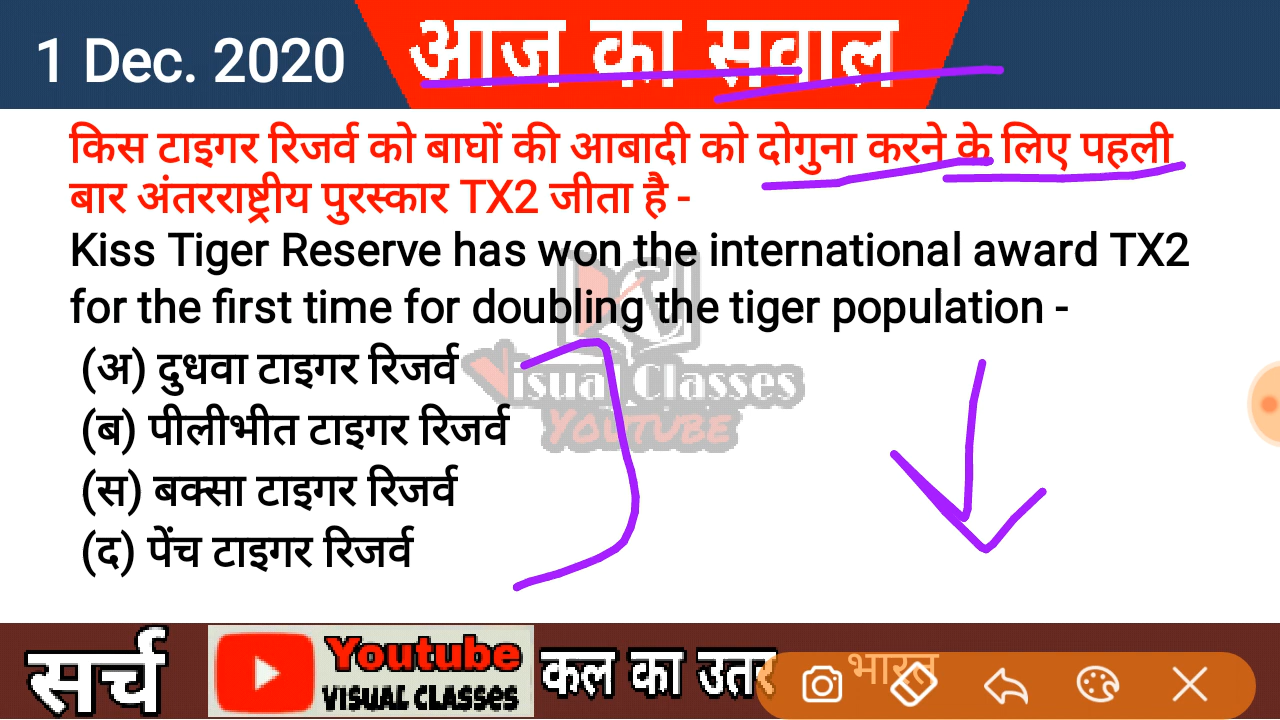 1 Dec. 2020
आज का सवाल
किस टाइगर रिजर्व को बाघों की आबादी को दोगुना करने के लिए पहली
बार अंतरराष्ट्रीय पुरस्कार TX2 जीता है -
Kiss Tiger Reserve has won the international award TX2
for the first time for doubling the tiger population -
(अ) दुधवा टाइगर रिजर्व
(ब) पीलीभीत टाइगर रिजर्व
(स) बक्सा टाइगर रिजर्व
(द) पेंच टाइगर रिजर्व
Visual Classes
YOUTUBE
सर्च
Youtube
VISUAL CLASSES
कल का उतर
भारत